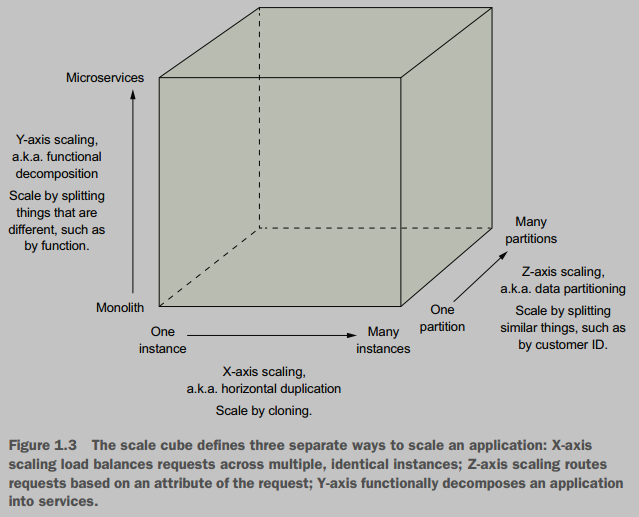 Microservices
Y-axis scaling,
a.k.a. functional
decomposition
Scale by splitting
things that are
different, such as
by function.
Monolith
One
instance
Many
instances
X-axis scaling,
a.k.a. horizontal duplication
Scale by cloning.
One
partition
Many
partitions
Z-axis scaling,
a.k.a. data partitioning
Scale by splitting
similar things, such as
by customer ID.
Figure 1.3 The scale cube defines three separate ways to scale an application: X-axis
scaling load balances requests across multiple, identical instances; Z-axis scaling routes
requests based on an attribute of the request; Y-axis functionally decomposes an application
into services.